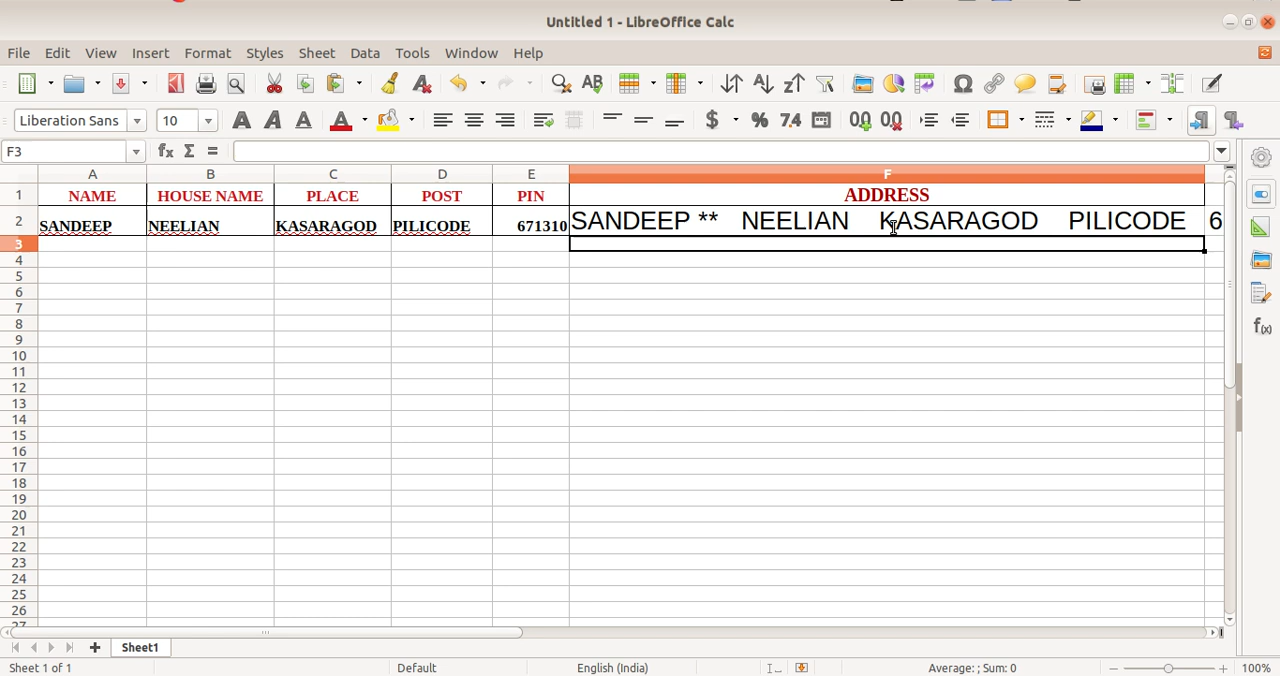 Untitled 1 - LibreOffice Calc
File Edit View Insert Format Styles Sheet Data Tools Window Help
Liberation Sans 10
F3
A B C D E F
1 NAME HOUSE NAME PLACE POST PIN ADDRESS
2 SANDEEP NEELIAN KASARAGOD PILICODE 671310 SANDEEP ** NEELIAN KASARAGOD PILICODE 6
3
4
5
6
7
8
9
10
11
12
13
14
15
16
17
18
19
20
21
22
23
24
25
26
27
Sheet1
Sheet 1 of 1 Default English (India) Average: ; Sum: 0 100%